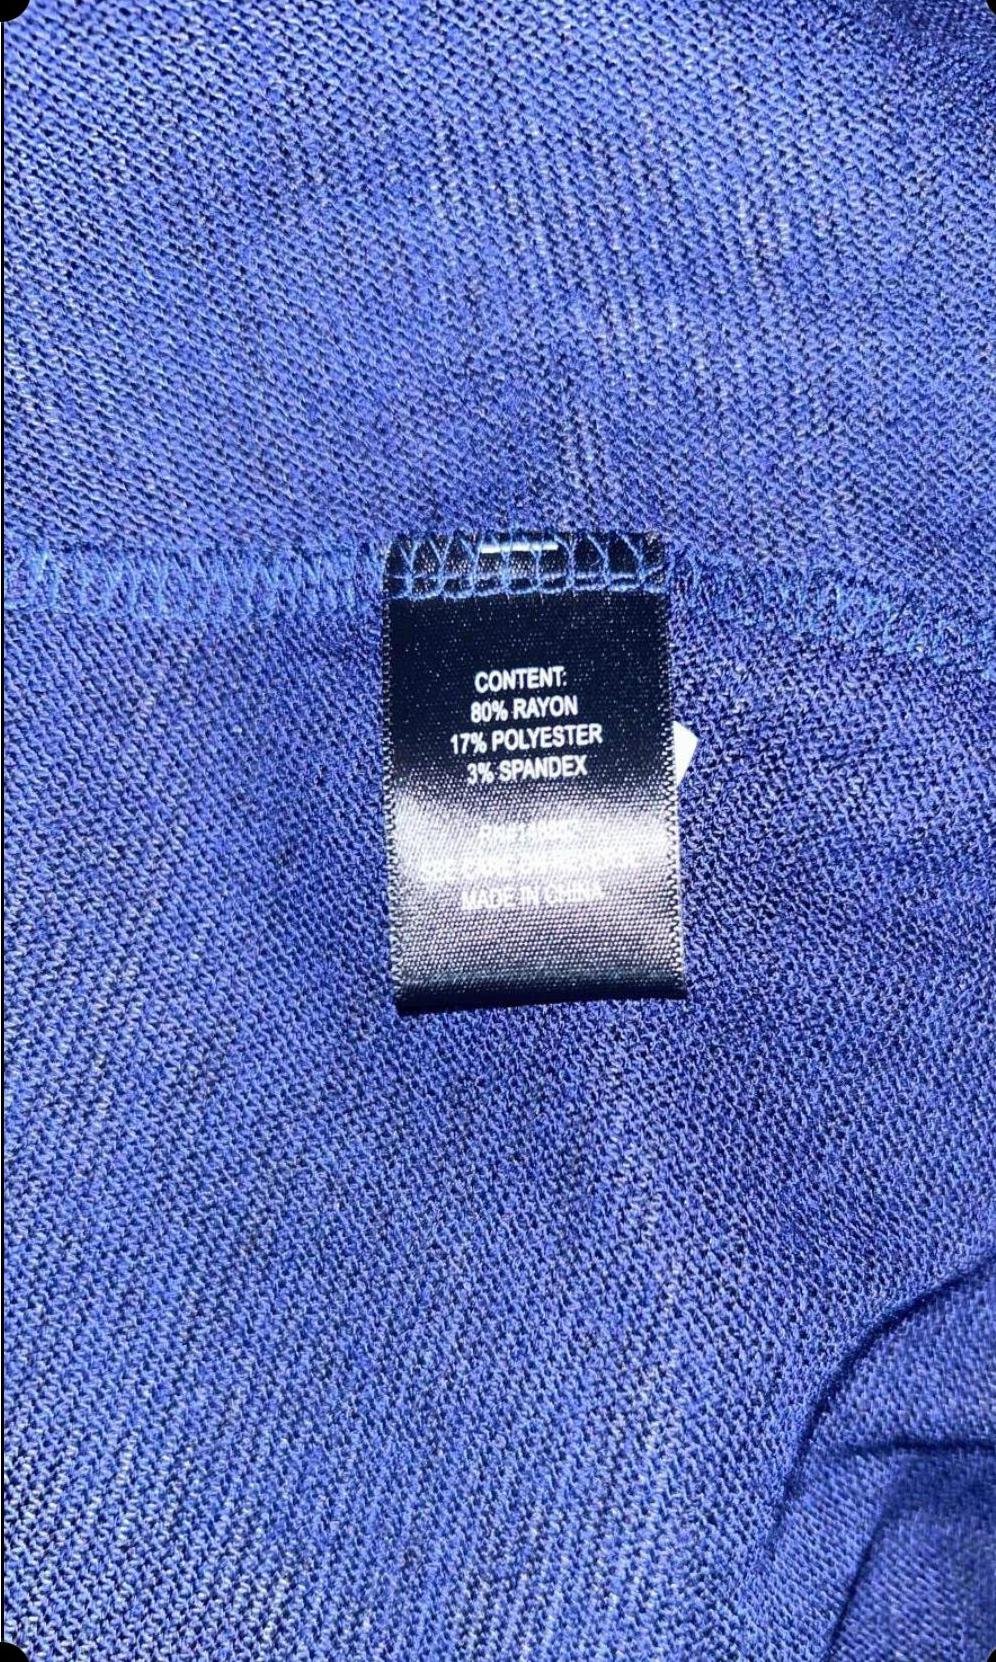 CONTENT:
80% RAYON
17% POLYESTER
3% SPANDEX
MADE IN CHINA